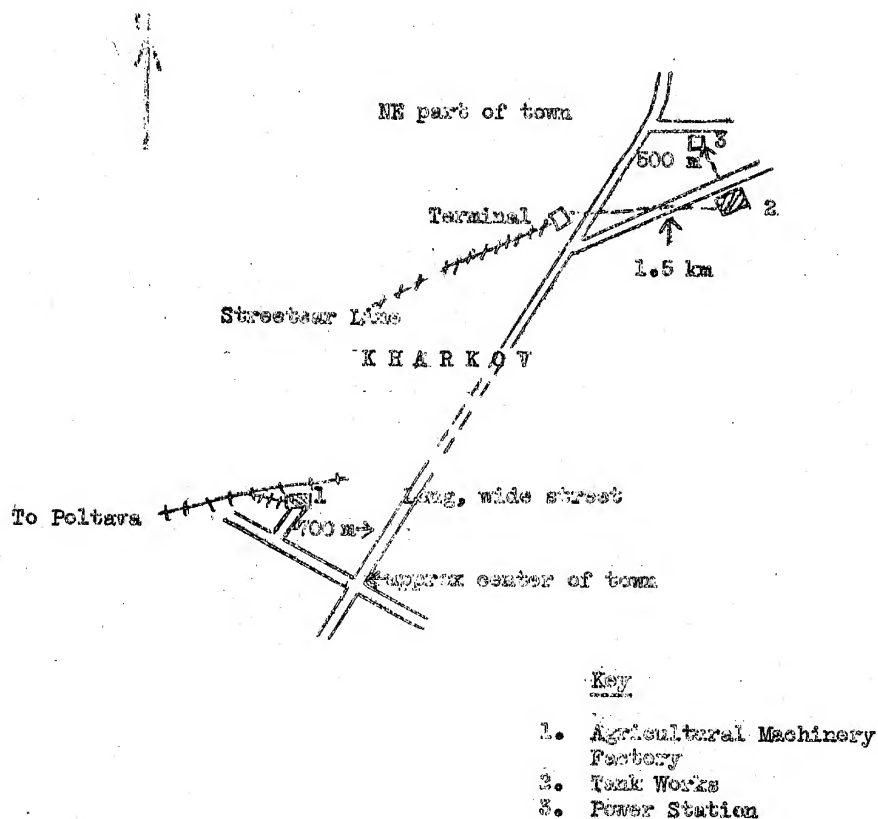 N
NE part of town
3
500 m
Terminal
2
1.5 km
Streetcar Line
KHARKOV
1
Long, wide street
To Poltava
700 m
approx center of town
Key
1. Agricultural Machinery
Factory
2. Tank Works
3. Power Station